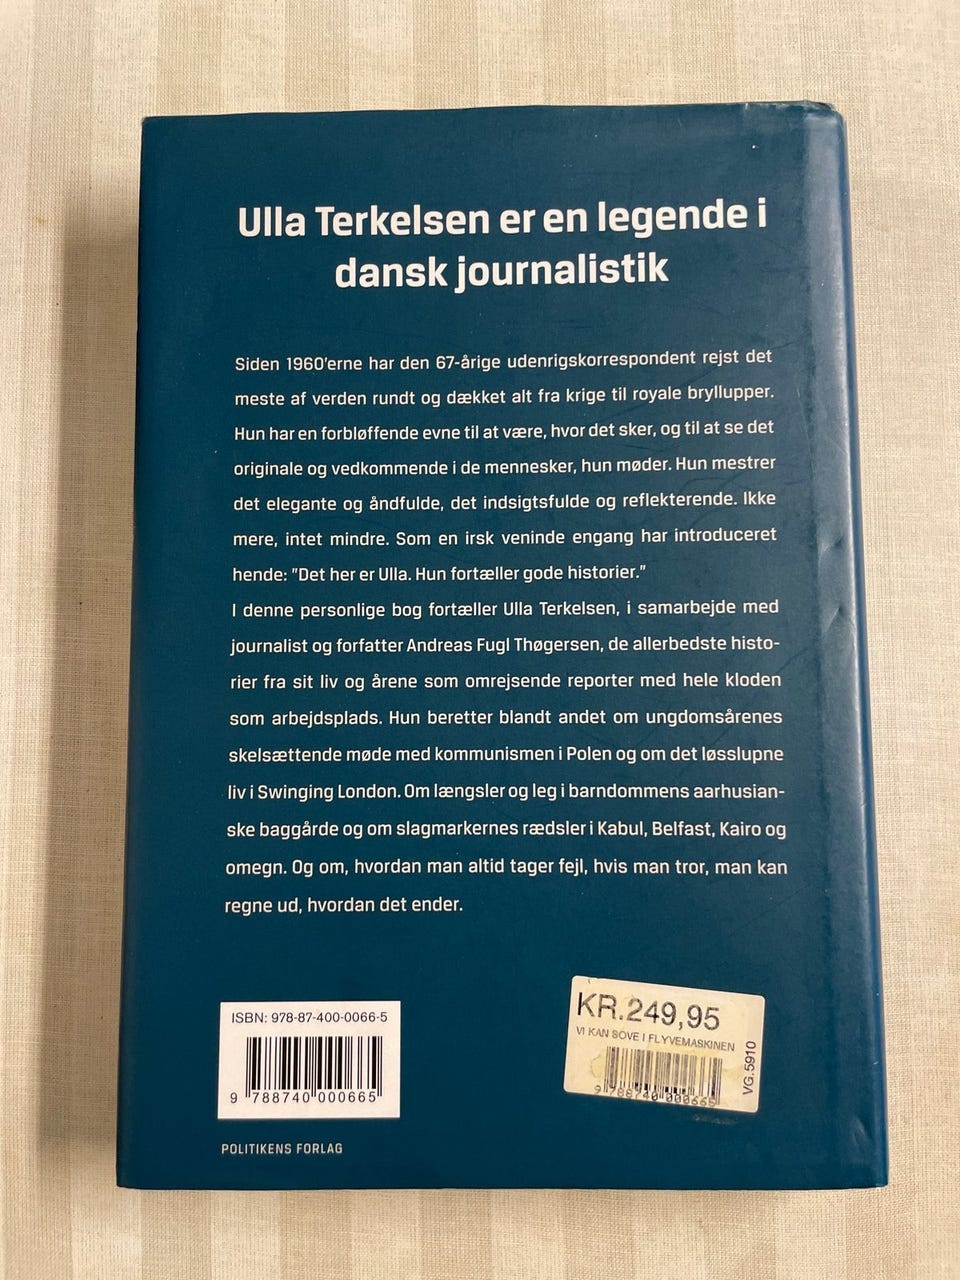 Ulla Terkelsen er en legende i
dansk journalistik
Siden 1960'erne har den 67-årige udenrigskorrespondent rejst det
meste af verden rundt og dækket alt fra krige til royale bryllupper.
Hun har en forbløffende evne til at være, hvor det sker, og til at se det
originale og vedkommende i de mennesker, hun møder. Hun mestrer
det elegante og åndfulde, det indsigtsfulde og reflekterende. Ikke
mere, intet mindre. Som en irsk veninde engang har introduceret
hende: "Det her er Ulla. Hun fortæller gode historier."
I denne personlige bog fortæller Ulla Terkelsen, i samarbejde med
journalist og forfatter Andreas Fugl Thøgersen, de allerbedste histo-
rier fra sit liv og årene som omrejsende reporter med hele kloden
som arbejdsplads. Hun beretter blandt andet om ungdomsårenes
skelsættende møde med kommunismen i Polen og om det løsslupne
liv i Swinging London. Om længsler og leg i barndommens aarhusian-
ske baggårde og om slagmarkernes rædsler i Kabul, Belfast, Kairo og
omegn. Og om, hvordan man altid tager fejl, hvis man tror, man kan
regne ud, hvordan det ender.
ISBN: 978-87-400-0066-5
9 788740 000665
POLITIKENS FORLAG
KR.249,95
VI KAN SOVE I FLYVEMASKINEN
9 788740 000665
VG.5910